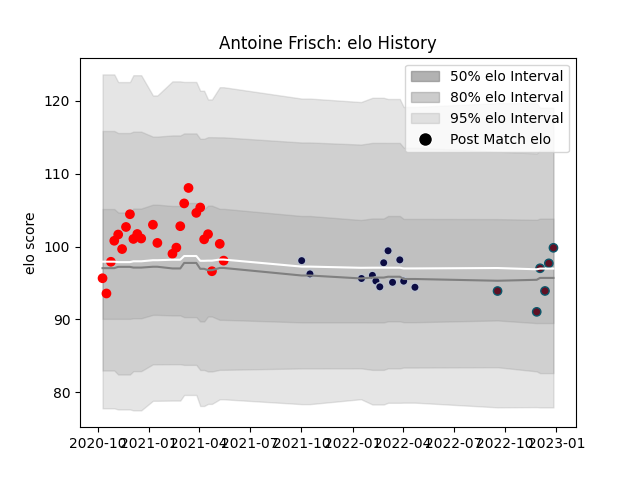 Antoine Frisch: elo History
50% elo Interval
80% elo Interval
95% elo Interval
Post Match elo
elo score
120
110
100
90
80
2020-10 2021-01 2021-04 2021-07 2021-10 2022-01 2022-04 2022-07 2022-10 2023-01